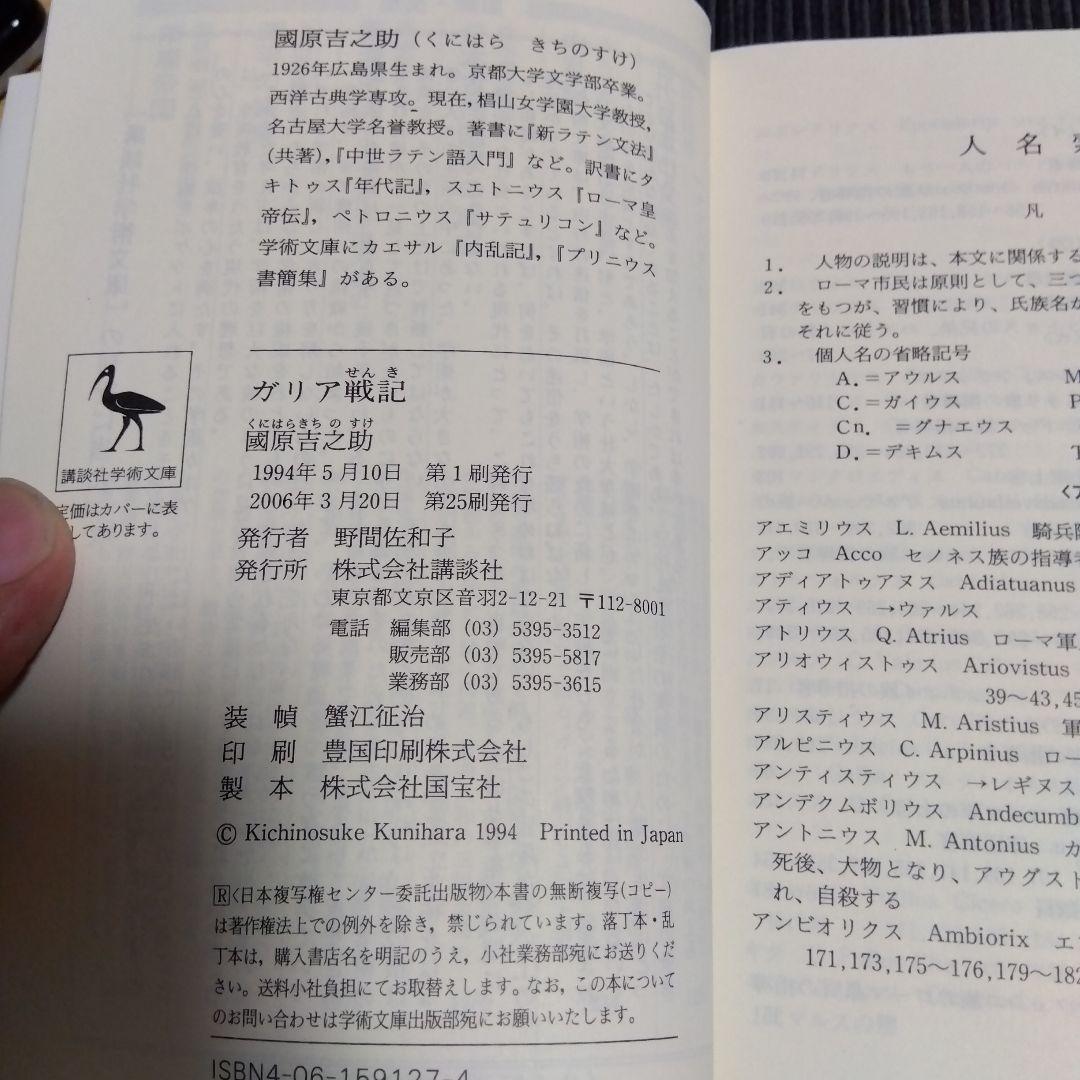 國原吉之助(くにはら　きちのすけ)
1926年広島県生まれ。京都大学文学部卒業。
西洋古典学専攻。現在,椙山女学園大学教授,
名古屋大学名誉教授。著書に『新ラテン文法』
(共著),『中世ラテン語入門』など。訳書にタ
キトゥス『年代記』, スエトニウス『ローマ皇
帝伝』, ペトロニウス『サテュリコン』など。
学術文庫にカエサル『内乱記』,『プリニウス
書簡集』がある。
講談社学術文庫
定価はカバーに表
してあります。
せんき
ガリア戦記
くにはらきちのすけ
國原吉之助
1994年5月10日　第1刷発行
2006年3月20日　第25刷発行
発行者　野間佐和子
発行所　株式会社講談社
東京都文京区音羽2-12-21 〒112-8001
電話　編集部 (03) 5395-3512
販売部 (03) 5395-5817
業務部 (03) 5395-3615
装　幀　蟹江征治
印　刷　豊国印刷株式会社
製　本　株式会社国宝社
© Kichinosuke Kunihara 1994　Printed in Japan
R〈日本複写権センター委託出版物〉本書の無断複写(コピー)
は著作権法上での例外を除き, 禁じられています。落丁本・乱
丁本は, 購入書店名を明記のうえ, 小社業務部宛にお送りくだ
さい。送料小社負担にてお取替えします。なお, この本について
のお問い合わせは学術文庫出版部宛にお願いいたします。
ISBN4-06-159127-4
人 名
凡
1.　人物の説明は、本文に関係する
2.　ローマ市民は原則として、三つ
をもつが、習慣により、氏族名か
それに従う。
3.　個人名の省略記号
A.＝アウルス　M
C.＝ガイウス　P
Cn.＝グナエウス
D.＝デキムス　T
〈ア
アエミリウス　L. Aemilius　騎兵隊
アッコ　Acco　セノネス族の指導者
アディアトゥアヌス　Adiatuanus
アティウス　→ウァルス
アトリウス　Q. Atrius　ローマ軍
アリオウィストゥス　Ariovistus
39〜43,45
アリスティウス　M. Aristius　軍
アルピニウス　C. Arpinius　ロー
アンティスティウス　→レギヌス
アンデクムボリウス　Andecumb
アントニウス　M. Antonius　カ
死後、大物となり、アウグスト
れ、自殺する
アンビオリクス　Ambiorix　エ
171,173,175〜176,179〜182